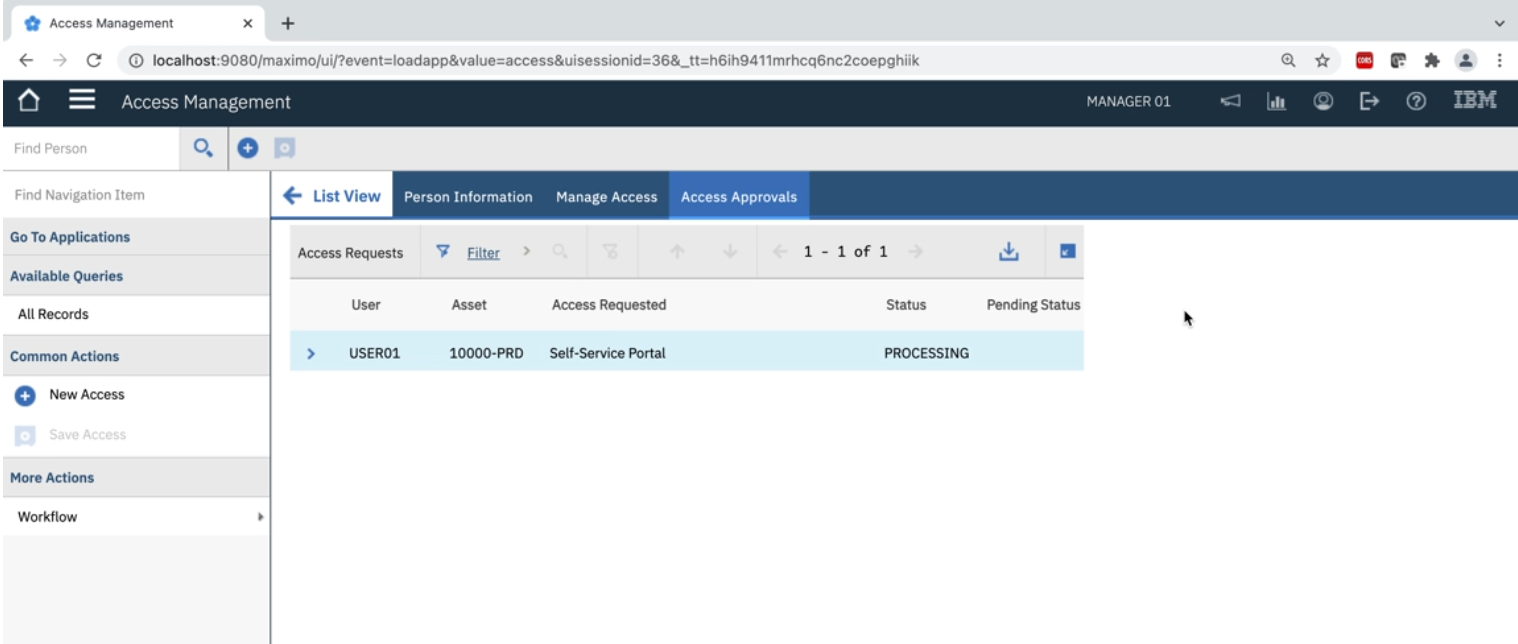 Access Management
localhost:9080/maximo/ui/?event=loadapp&value=access&uisessionid=36&_tt=h6ih9411mrhcq6nc2coepghiik
CORS
Access Management
MANAGER 01
IBM
Find Person
Find Navigation Item
List View
Person Information
Manage Access
Access Approvals
Go To Applications
Available Queries
All Records
Common Actions
New Access
Save Access
More Actions
Workflow
Access Requests
Filter
1 - 1 of 1
User Asset Access Requested Status Pending Status
USER01 10000-PRD Self-Service Portal PROCESSING